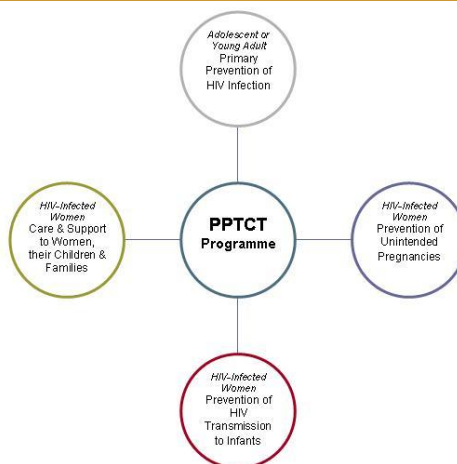 Adolescent or
Young Adult
Primary
Prevention of
HIV Infection
HIV-Infected
Women
Care & Support
to Women,
their Children &
Families
PPTCT
Programme
HIV-Infected
Women
Prevention of
Unintended
Pregnancies
HIV-Infected
Women
Prevention of
HIV
Transmission
to Infants